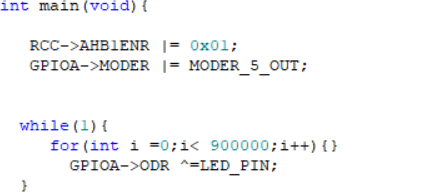 int main(void){
RCC->AHB1ENR |= 0x01;
GPIOA->MODER |= MODER_5_OUT;
while(1){
for(int i =0;i< 900000;i++){}
GPIOA->ODR ^=LED_PIN;
}